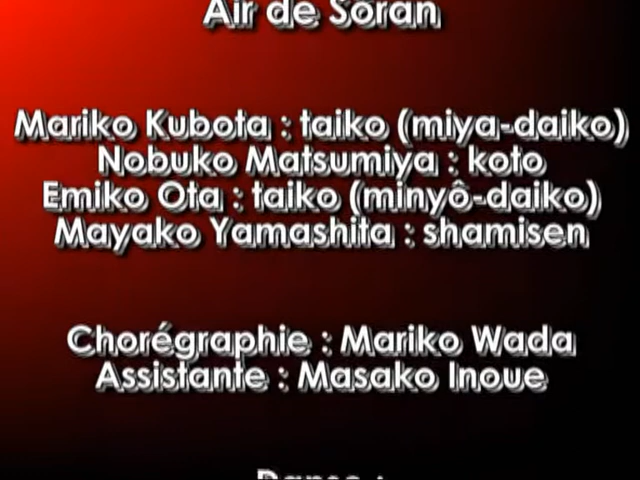 Air de Sôran
Mariko Kubota : taiko (miya-daiko)
Nobuko Matsumiya : koto
Emiko Ota : taiko (minyô-daiko)
Mayako Yamashita : shamisen
Chorégraphie : Mariko Wada
Assistante : Masako Inoue